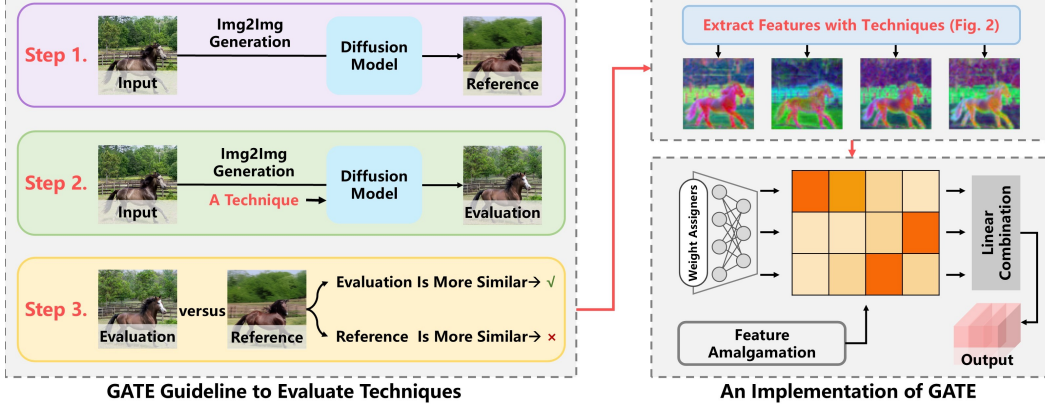 Step 1.
Input
Img2Img
Generation
Diffusion
Model
Reference
Step 2.
Input
Img2Img
Generation
A Technique
Diffusion
Model
Evaluation
Step 3.
Evaluation
versus
Reference
Evaluation Is More Similar→ √
Reference Is More Similar→ ×
GATE Guideline to Evaluate Techniques
Extract Features with Techniques (Fig. 2)
Weight Assigners
Linear
Combination
Feature
Amalgamation
Output
An Implementation of GATE